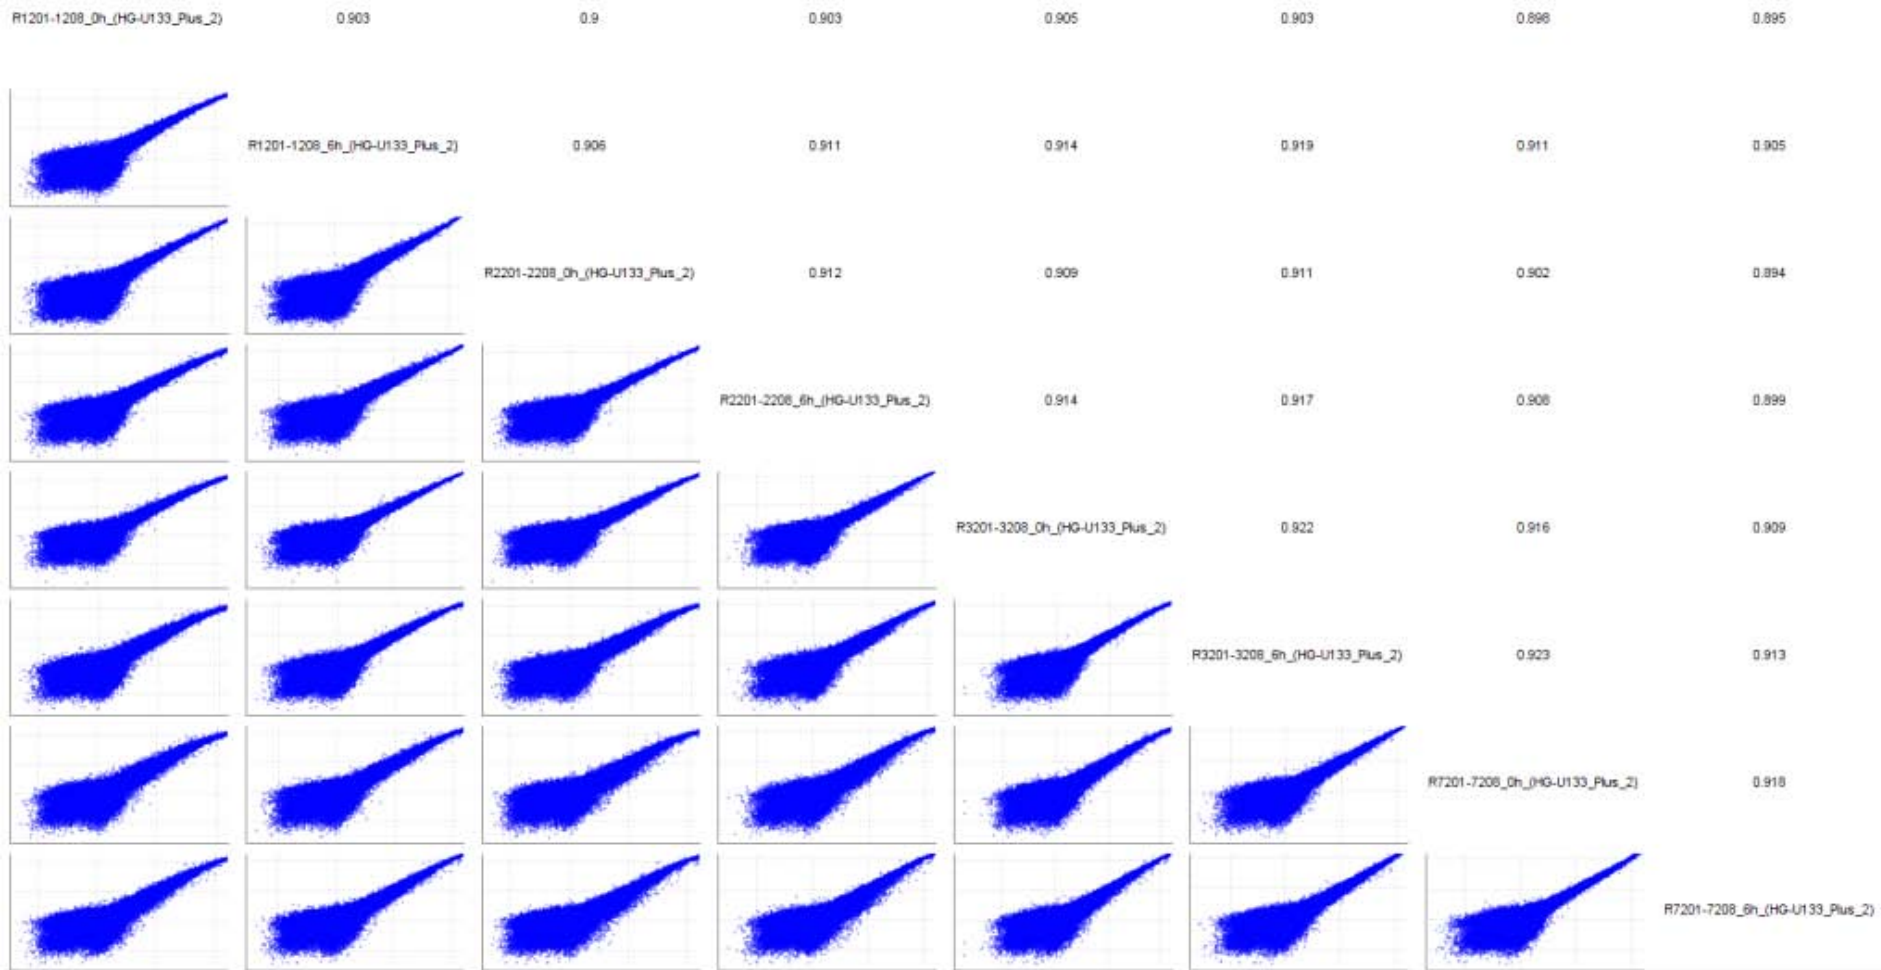 R1201-1208_0h_(HG-U133_Plus_2) 0.903 0.9 0.903 0.905 0.903 0.898 0.895
R1201-1208_6h_(HG-U133_Plus_2) 0.906 0.911 0.914 0.919 0.911 0.905
R2201-2208_0h_(HG-U133_Plus_2) 0.912 0.909 0.911 0.902 0.894
R2201-2208_6h_(HG-U133_Plus_2) 0.914 0.917 0.908 0.899
R3201-3208_0h_(HG-U133_Plus_2) 0.922 0.916 0.909
R3201-3208_6h_(HG-U133_Plus_2) 0.923 0.913
R7201-7208_0h_(HG-U133_Plus_2) 0.918
R7201-7208_6h_(HG-U133_Plus_2)